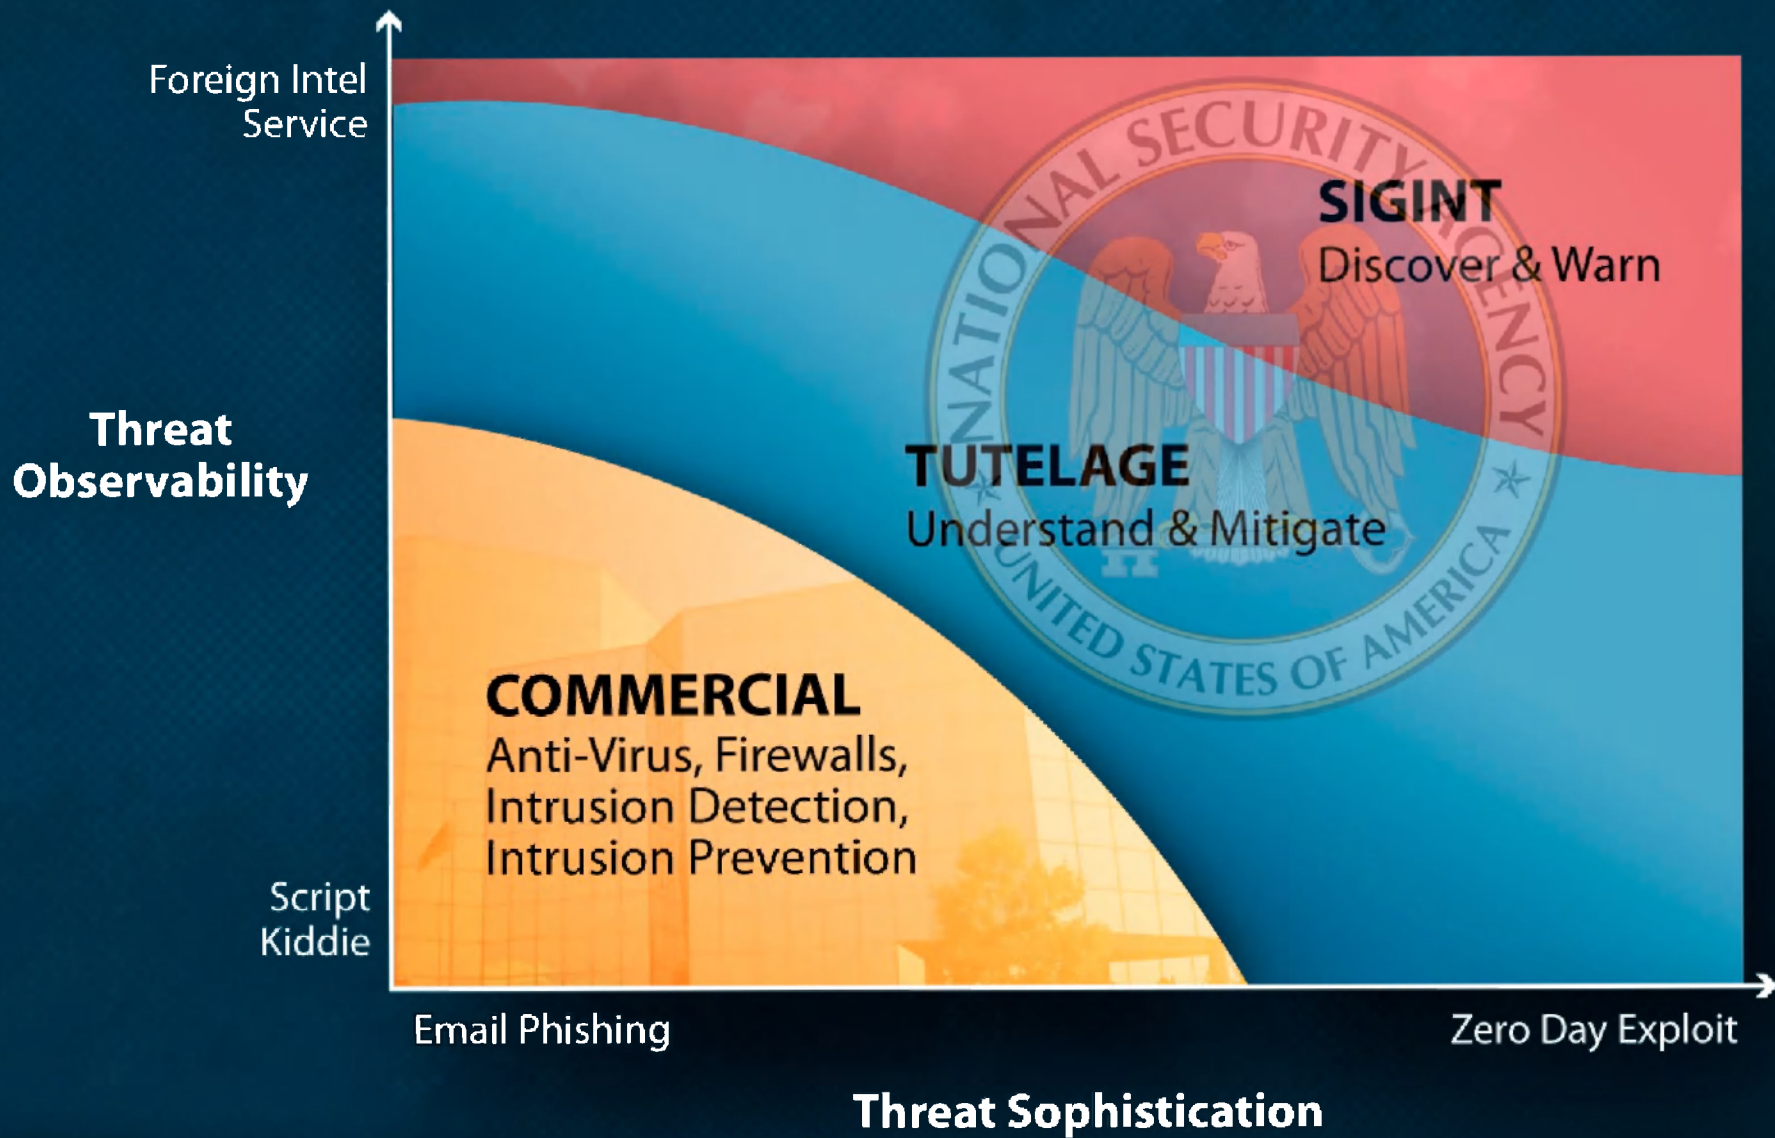 Foreign Intel
Service
Threat
Observability
Script
Kiddie
SIGINT
Discover & Warn
TUTELAGE
Understand & Mitigate
COMMERCIAL
Anti-Virus, Firewalls,
Intrusion Detection,
Intrusion Prevention
NATIONAL SECURITY AGENCY
UNITED STATES OF AMERICA
Email Phishing
Zero Day Exploit
Threat Sophistication